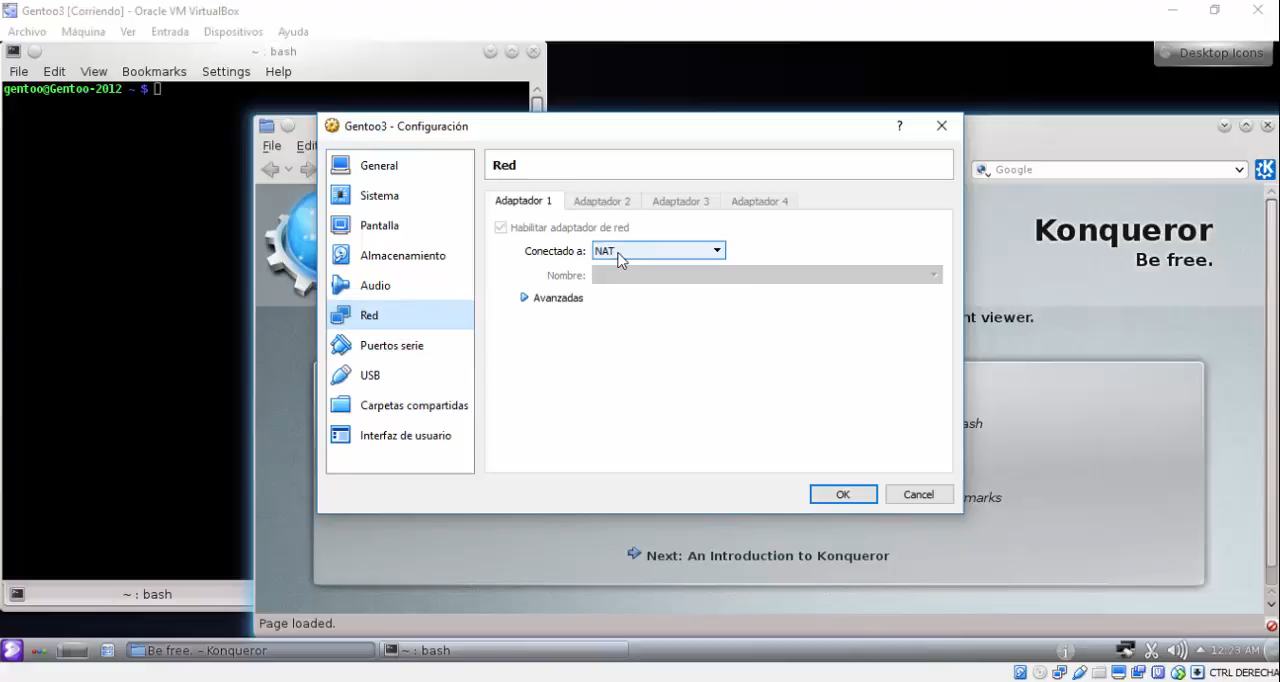 Gentoo3 [Corriendo] - Oracle VM VirtualBox
Archivo Máquina Ver Entrada Dispositivos Ayuda
~ : bash
Desktop Icons
File Edit View Bookmarks Settings Help
gentoo@Gentoo-2012 ~ $
File Edi
Google
Konqueror
Be free.
nt viewer.
ash
marks
Next: An Introduction to Konqueror
Gentoo3 - Configuración
?
General
Sistema
Pantalla
Almacenamiento
Audio
Red
Puertos serie
USB
Carpetas compartidas
Interfaz de usuario
Red
Adaptador 1 Adaptador 2 Adaptador 3 Adaptador 4
Habilitar adaptador de red
Conectado a: NAT
Nombre:
Avanzadas
OK Cancel
~ : bash
Page loaded.
Be free. – Konqueror
~ : bash
12:23 AM
CTRL DERECHA